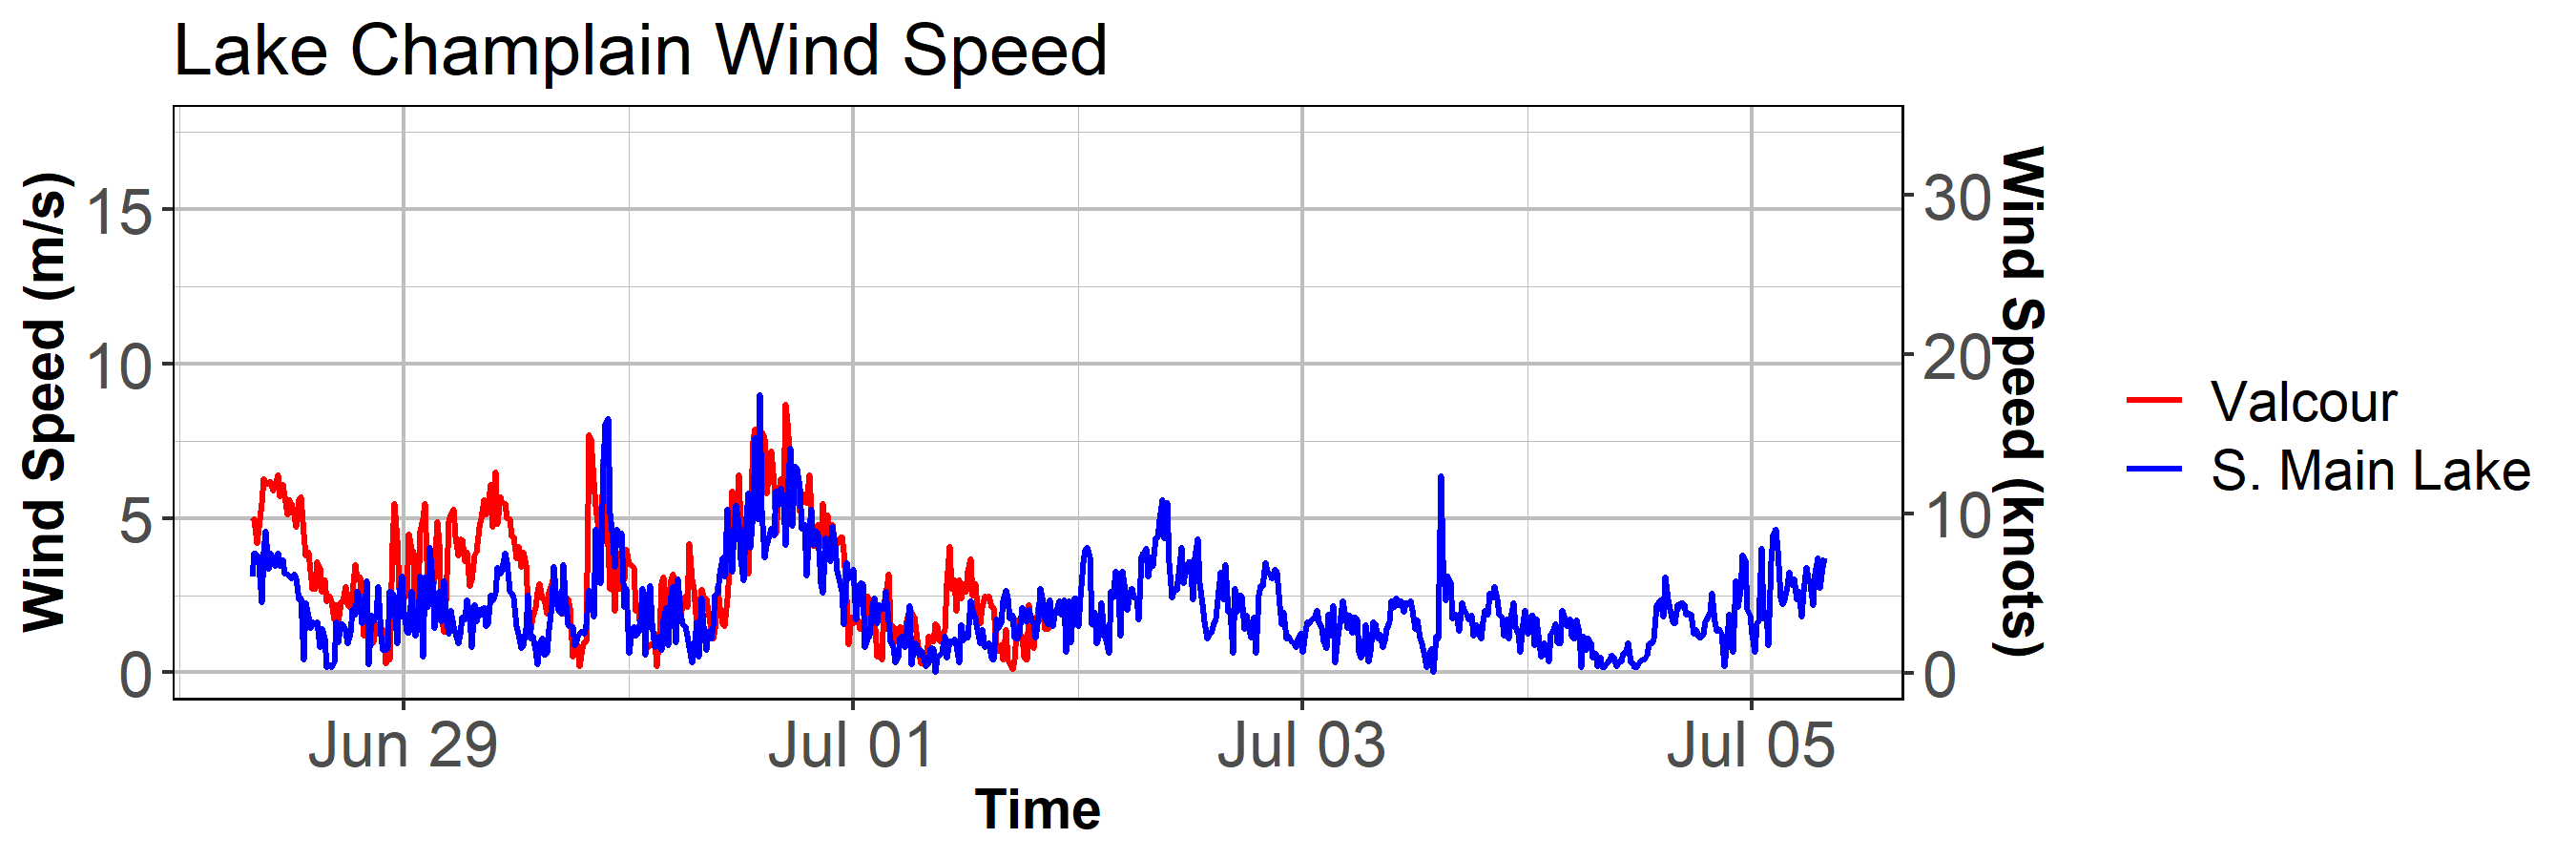 Lake Champlain Wind Speed
Wind Speed (m/s)
15
10
5
0
30
20
10
0
Wind Speed (knots)
Jun 29
Jul 01
Jul 03
Jul 05
Time
Valcour
S. Main Lake